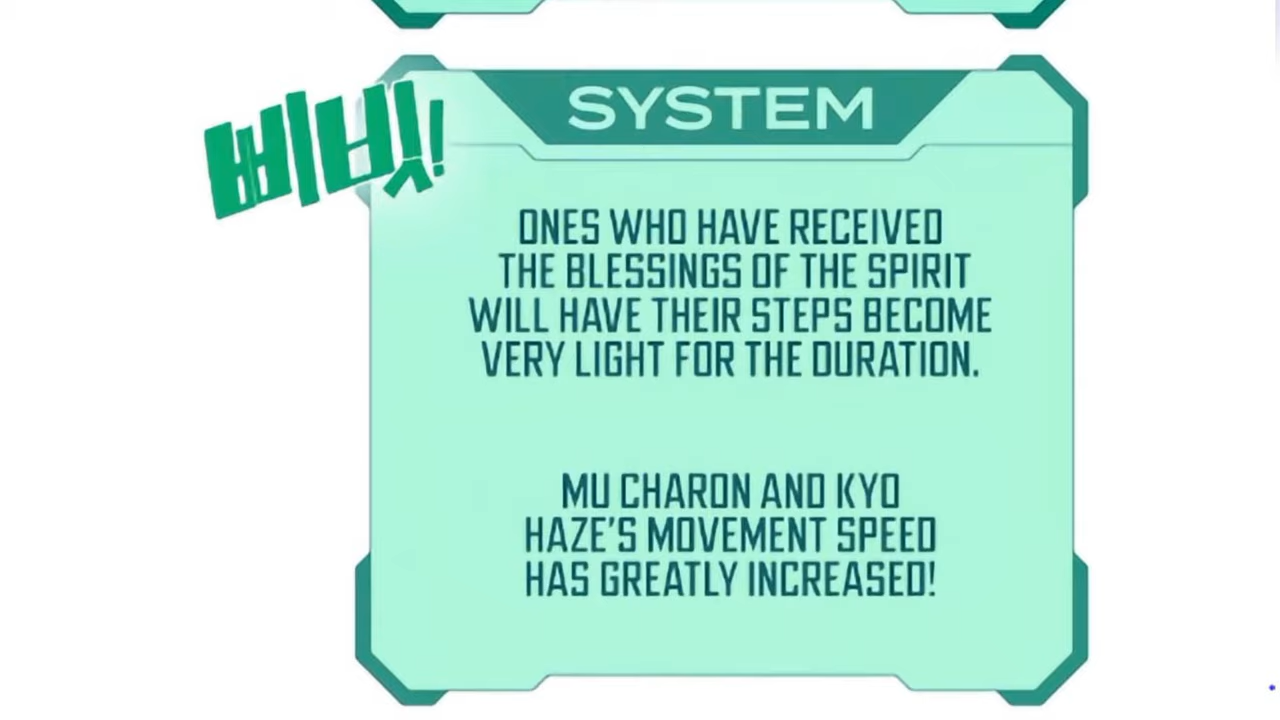 삐빗!
SYSTEM
ONES WHO HAVE RECEIVED
THE BLESSINGS OF THE SPIRIT
WILL HAVE THEIR STEPS BECOME
VERY LIGHT FOR THE DURATION.
MU CHARON AND KYO
HAZE'S MOVEMENT SPEED
HAS GREATLY INCREASED!